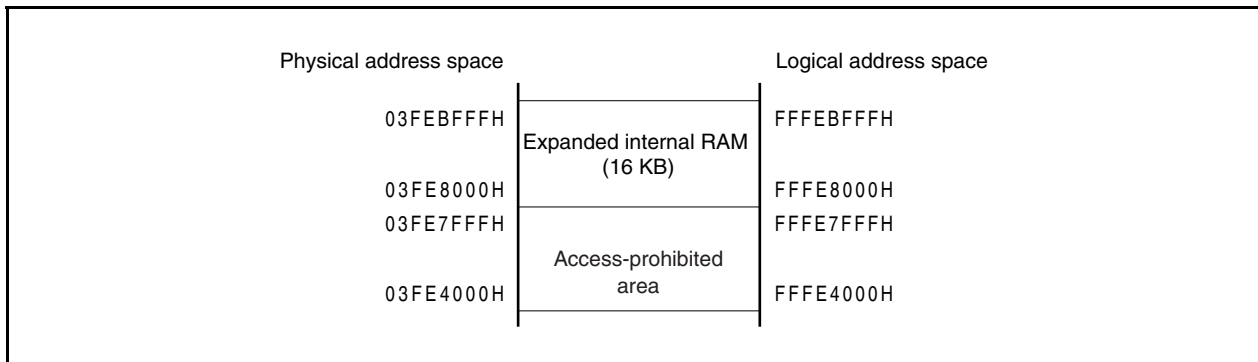 Physical address space
Logical address space
03FEBFFFH
FFFEBFFFH
Expanded internal RAM
(16 KB)
03FE8000H
FFFE8000H
03FE7FFFH
FFFE7FFFH
Access-prohibited
area
03FE4000H
FFFE4000H